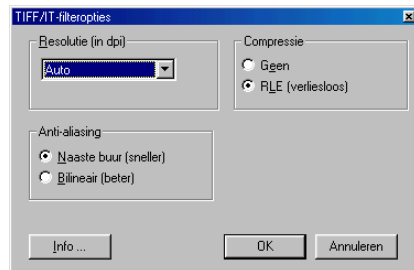 TIFF/IT-filteropties
Resolutie (in dpi)
Auto
Compressie
Geen
RLE (verliesloos)
Anti-aliasing
Naaste buur (sneller)
Bilineair (beter)
Info ...
OK
Annuleren